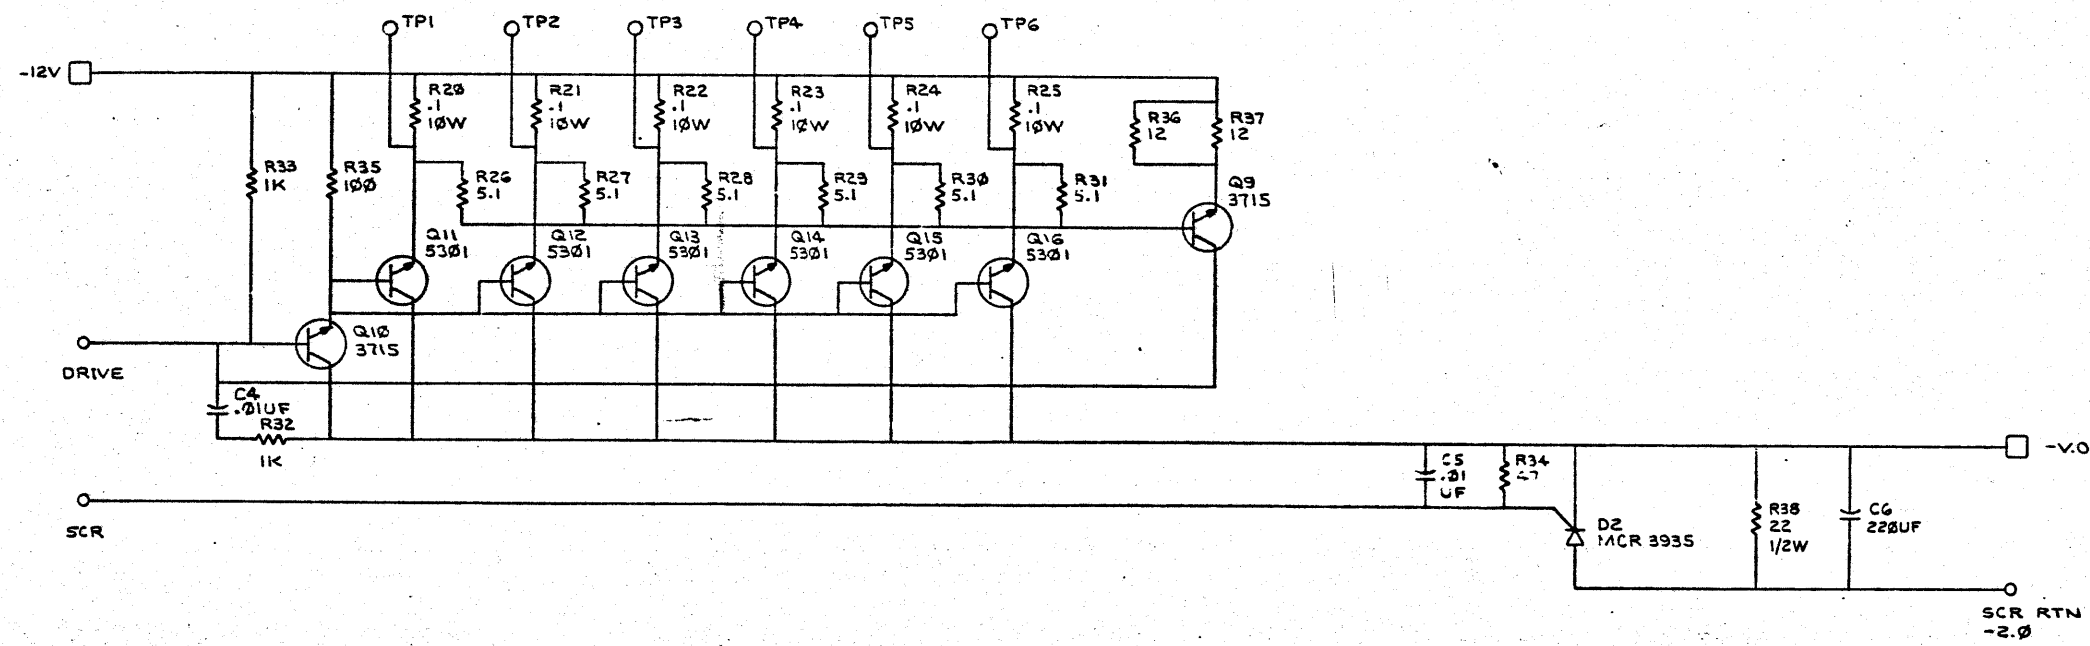 TP1
TP2
TP3
TP4
TP5
TP6
-12V
R20
.1
10W
R21
.1
10W
R22
.1
10W
R23
.1
10W
R24
.1
10W
R25
.1
10W
R36
12
R37
12
R33
1K
R35
100
R26
5.1
R27
5.1
R28
5.1
R29
5.1
R30
5.1
R31
5.1
Q9
3715
Q11
5301
Q12
5301
Q13
5301
Q14
5301
Q15
5301
Q16
5301
Q10
3715
DRIVE
C4
.01UF
R32
1K
-V.O
C5
.01
UF
R34
47
SCR
D2
MCR 3935
R38
22
1/2W
C6
220UF
SCR RTN
-2.0